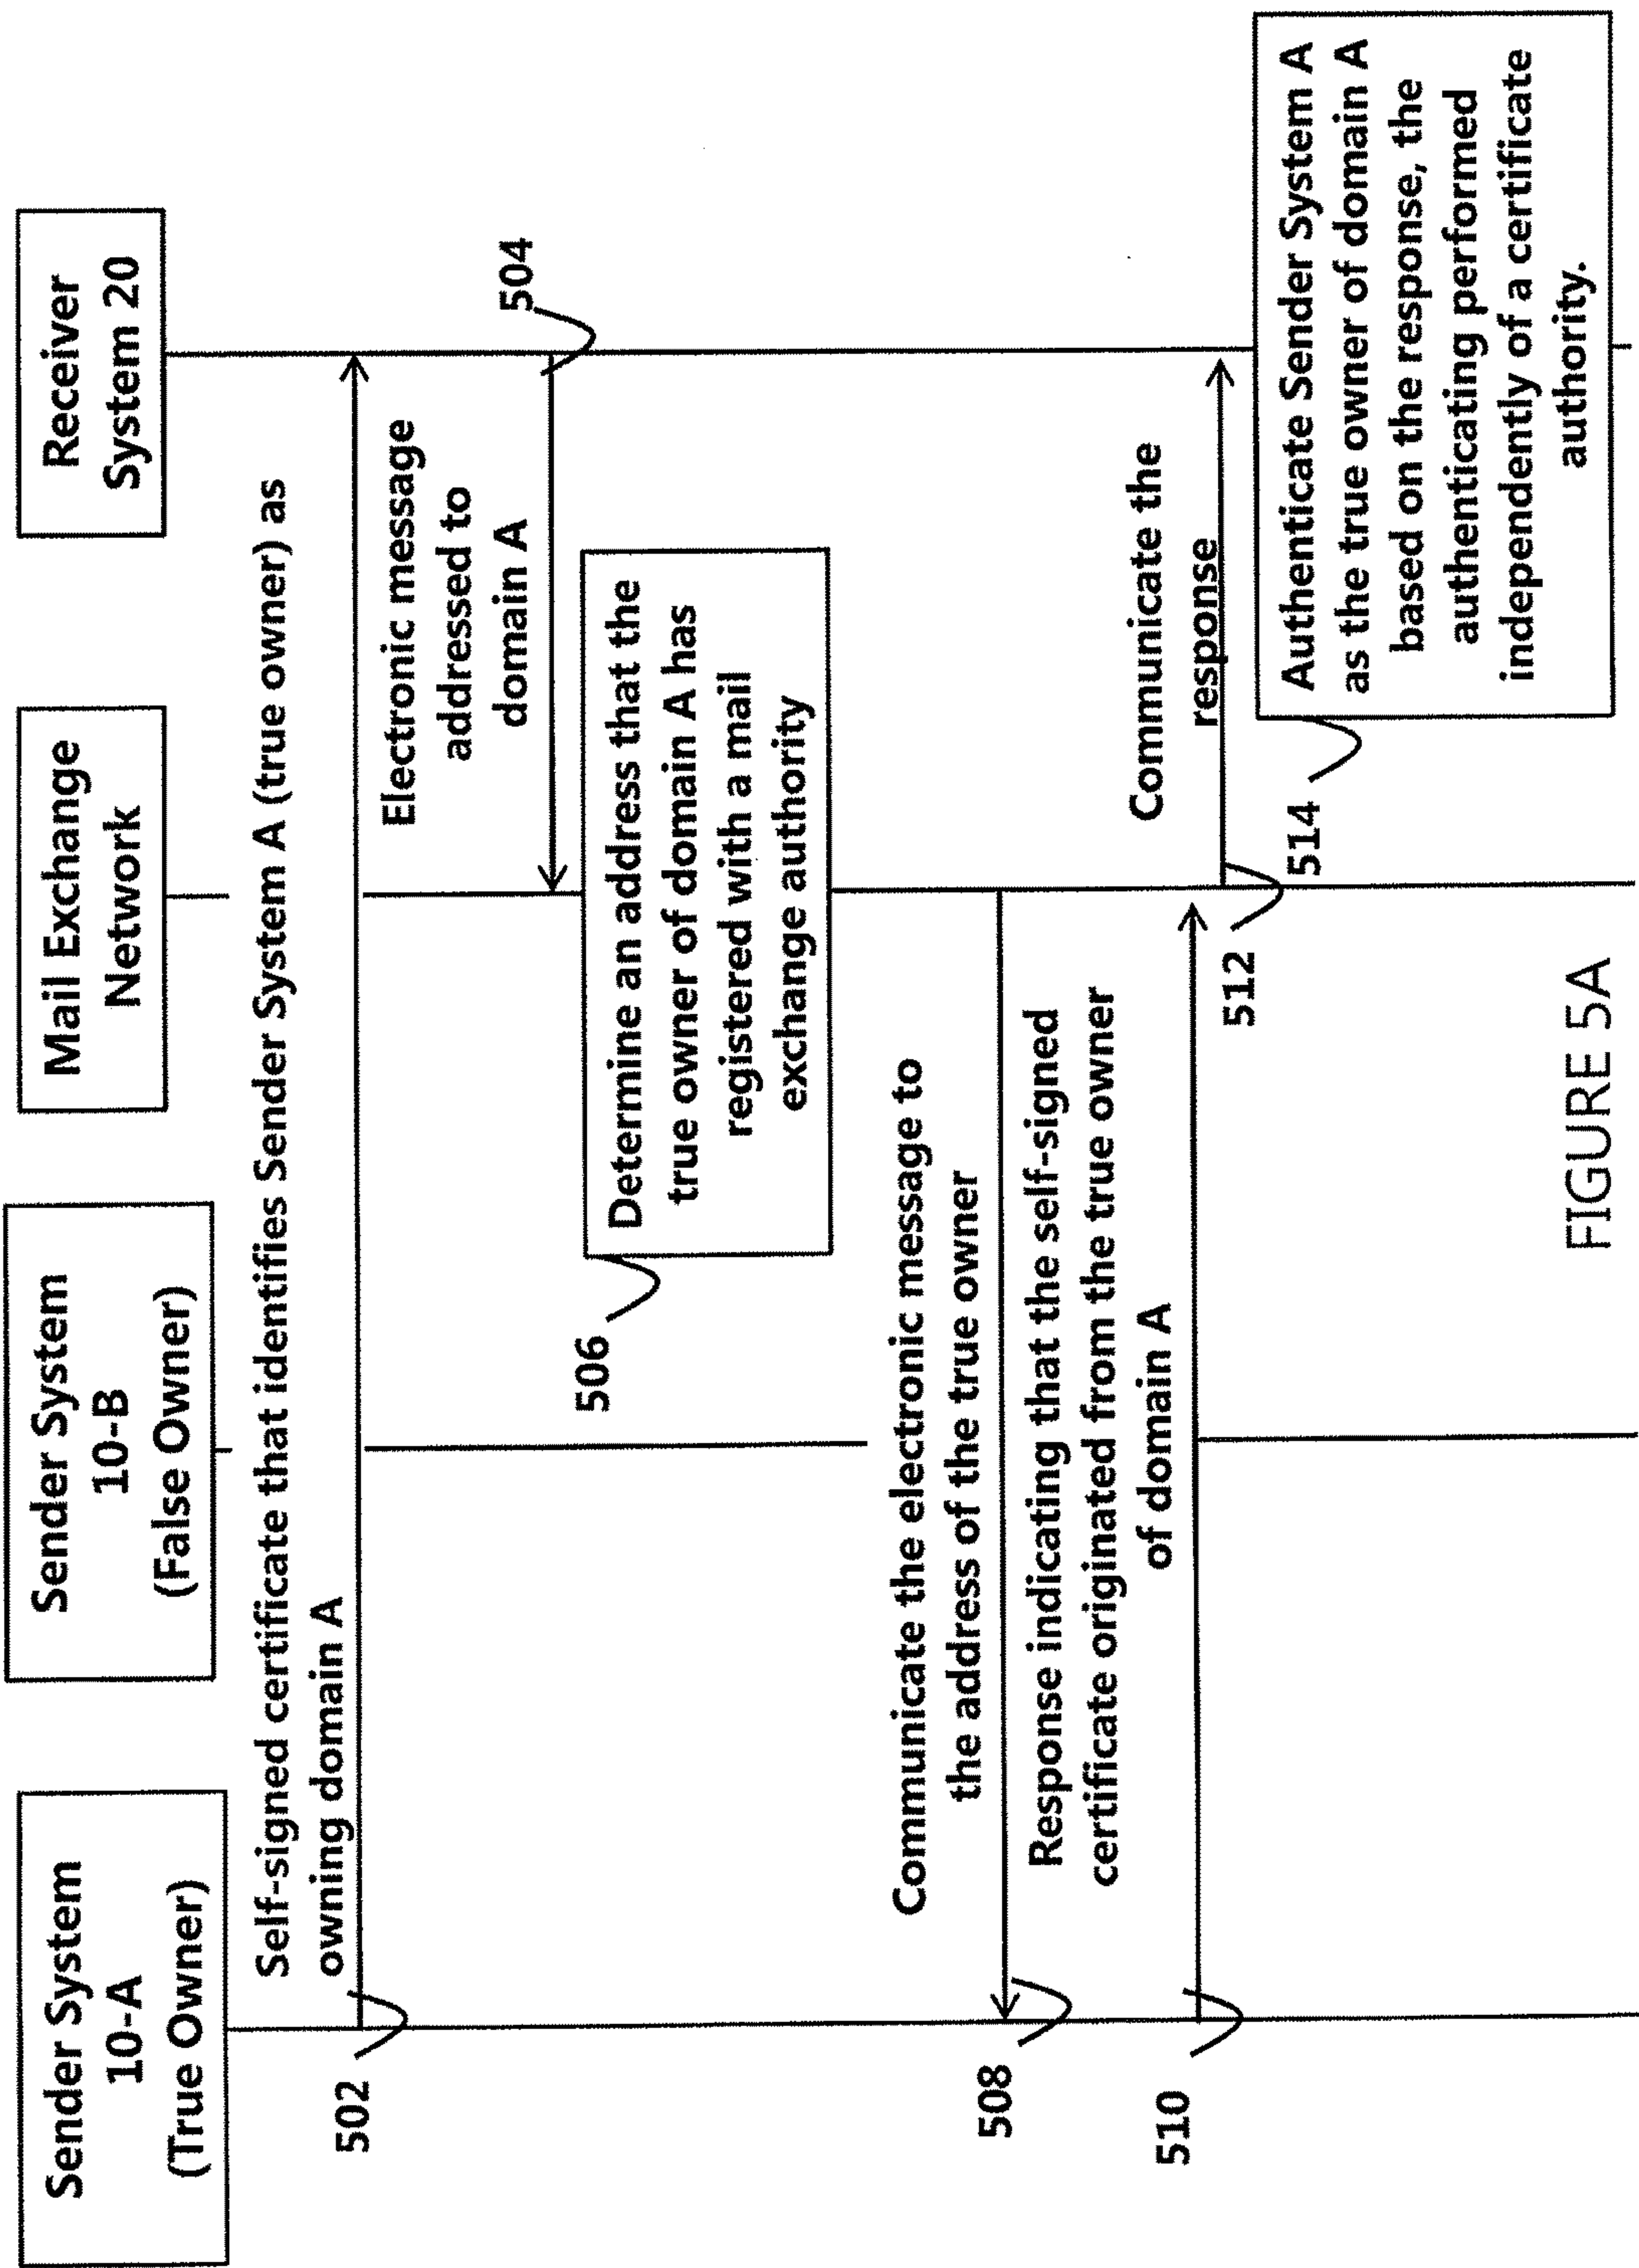 Sender System
10-A
(True Owner)
Sender System
10-B
(False Owner)
Mail Exchange
Network
Receiver
System 20
Self-signed certificate that identifies Sender System A (true owner) as
owning domain A
502
Electronic message
addressed to
domain A
504
Determine an address that the
true owner of domain A has
registered with a mail
exchange authority
506
Communicate the electronic message to
the address of the true owner
508
Response indicating that the self-signed
certificate originated from the true owner
of domain A
510
Communicate the
response
512
Authenticate Sender System A
as the true owner of domain A
based on the response, the
authenticating performed
independently of a certificate
authority.
514
FIGURE 5A